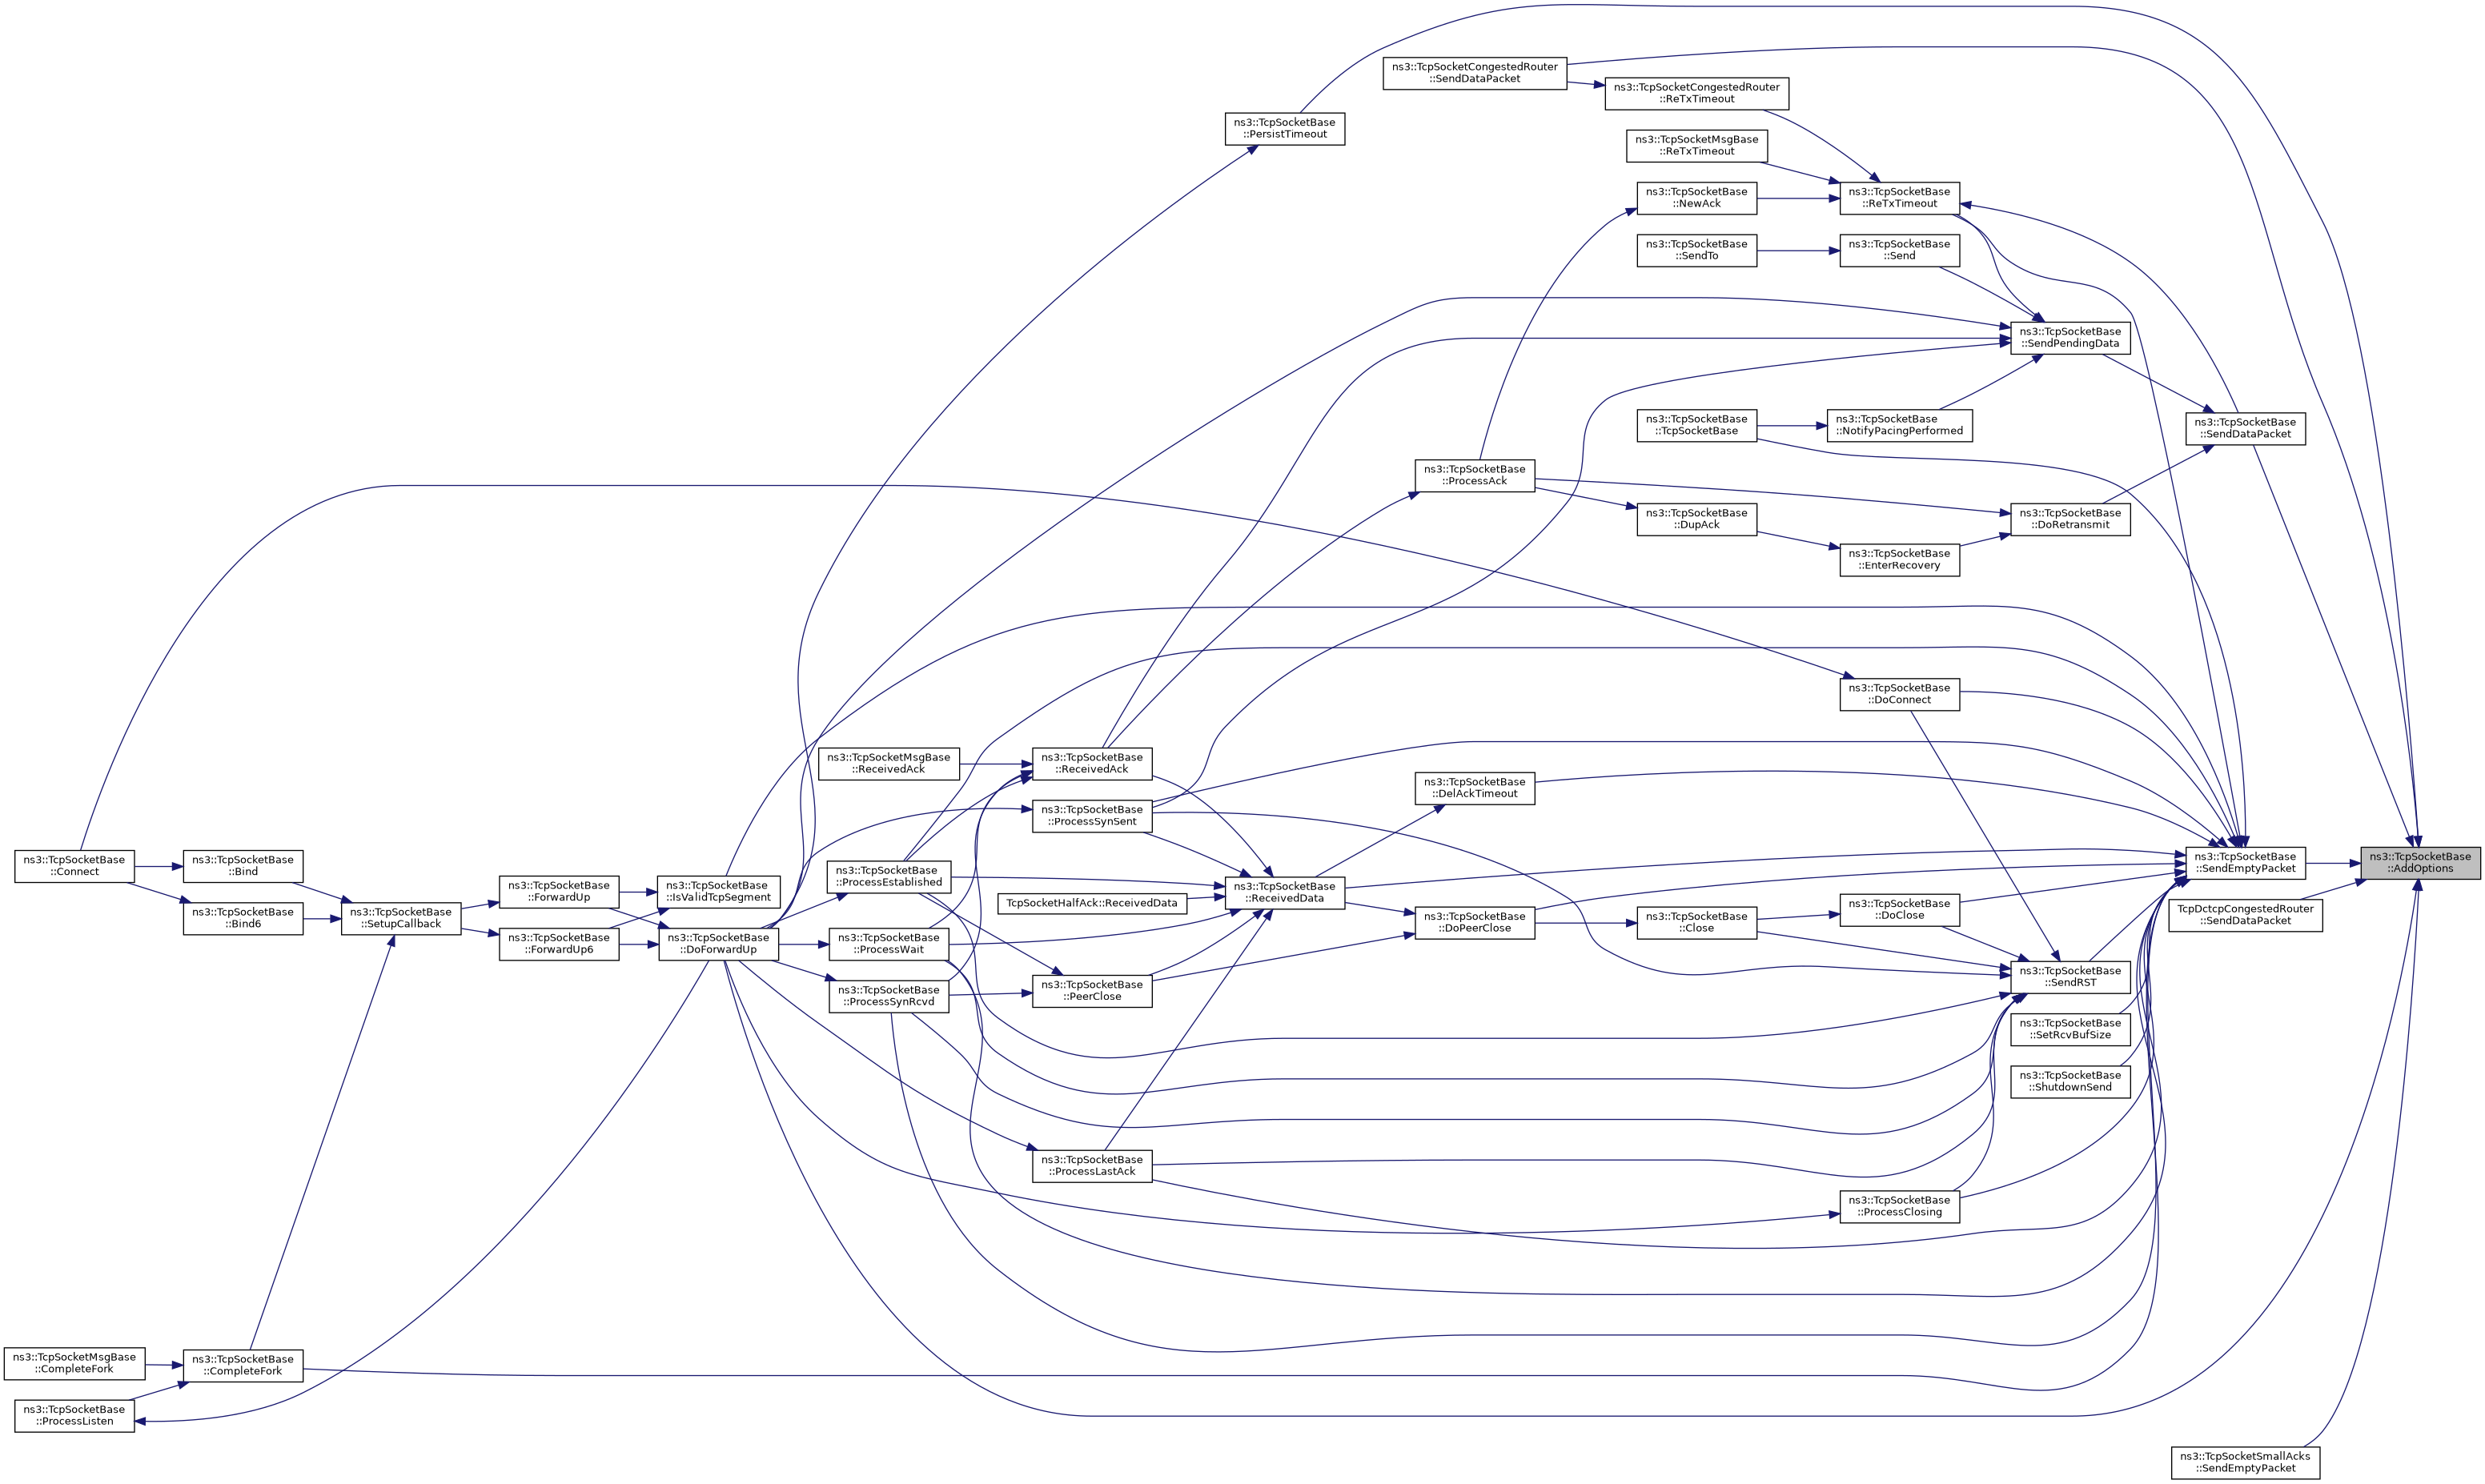 ns3::TcpSocketCongestedRouter
::SendDataPacket
ns3::TcpSocketCongestedRouter
::ReTxTimeout
ns3::TcpSocketBase
::PersistTimeout
ns3::TcpSocketMsgBase
::ReTxTimeout
ns3::TcpSocketBase
::NewAck
ns3::TcpSocketBase
::ReTxTimeout
ns3::TcpSocketBase
::SendTo
ns3::TcpSocketBase
::Send
ns3::TcpSocketBase
::SendPendingData
ns3::TcpSocketBase
::TcpSocketBase
ns3::TcpSocketBase
::NotifyPacingPerformed
ns3::TcpSocketBase
::SendDataPacket
ns3::TcpSocketBase
::ProcessAck
ns3::TcpSocketBase
::DupAck
ns3::TcpSocketBase
::DoRetransmit
ns3::TcpSocketBase
::EnterRecovery
ns3::TcpSocketBase
::DoConnect
ns3::TcpSocketMsgBase
::ReceivedAck
ns3::TcpSocketBase
::ReceivedAck
ns3::TcpSocketBase
::DelAckTimeout
ns3::TcpSocketBase
::ProcessSynSent
ns3::TcpSocketBase
::Connect
ns3::TcpSocketBase
::Bind
ns3::TcpSocketBase
::ForwardUp
ns3::TcpSocketBase
::IsValidTcpSegment
ns3::TcpSocketBase
::ProcessEstablished
TcpSocketHalfAck::ReceivedData
ns3::TcpSocketBase
::ReceivedData
ns3::TcpSocketBase
::SendEmptyPacket
ns3::TcpSocketBase
::AddOptions
ns3::TcpSocketBase
::Bind6
ns3::TcpSocketBase
::SetupCallback
ns3::TcpSocketBase
::ForwardUp6
ns3::TcpSocketBase
::DoForwardUp
ns3::TcpSocketBase
::ProcessWait
ns3::TcpSocketBase
::DoPeerClose
ns3::TcpSocketBase
::Close
ns3::TcpSocketBase
::DoClose
TcpDctcpCongestedRouter
::SendDataPacket
ns3::TcpSocketBase
::ProcessSynRcvd
ns3::TcpSocketBase
::PeerClose
ns3::TcpSocketBase
::SendRST
ns3::TcpSocketBase
::SetRcvBufSize
ns3::TcpSocketBase
::ShutdownSend
ns3::TcpSocketBase
::ProcessLastAck
ns3::TcpSocketBase
::ProcessClosing
ns3::TcpSocketMsgBase
::CompleteFork
ns3::TcpSocketBase
::CompleteFork
ns3::TcpSocketBase
::ProcessListen
ns3::TcpSocketSmallAcks
::SendEmptyPacket